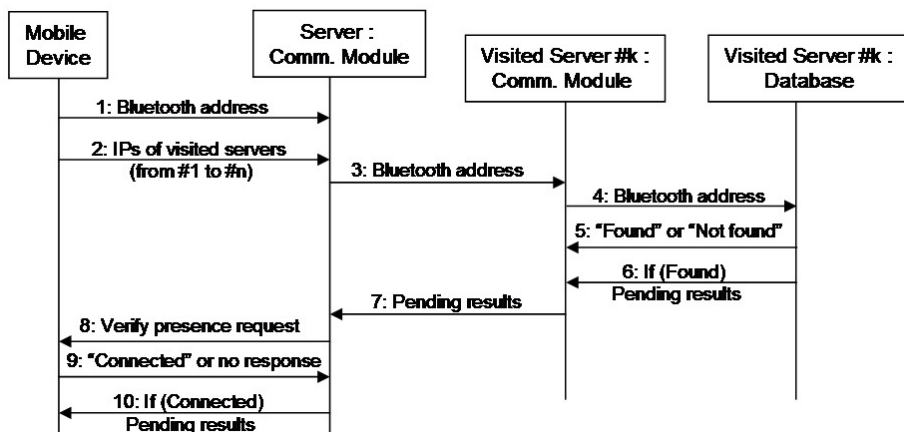 Mobile
Device
Server :
Comm. Module
Visited Server #k :
Comm. Module
Visited Server #k :
Database
1: Bluetooth address
2: IPs of visited servers
(from #1 to #n)
3: Bluetooth address
4: Bluetooth address
5: “Found” or “Not found”
6: If (Found)
Pending results
7: Pending results
8: Verify presence request
9: “Connected” or no response
10: If (Connected)
Pending results